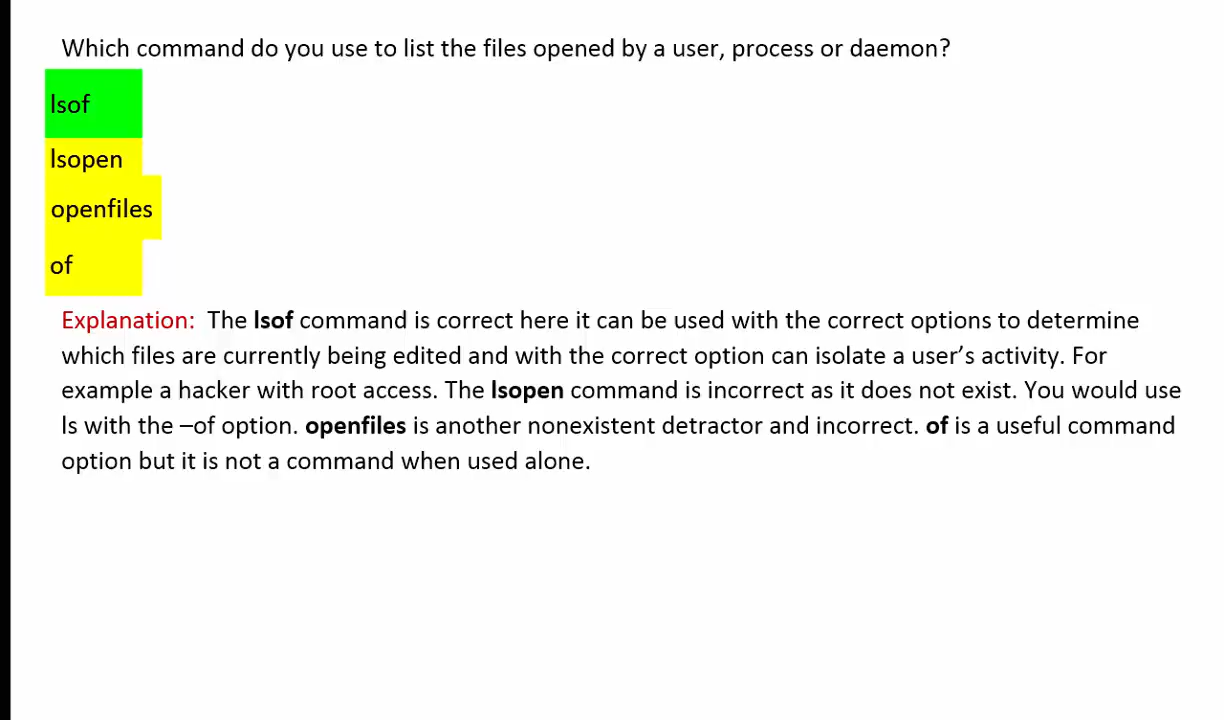 Which command do you use to list the files opened by a user, process or daemon?
lsof
lsopen
openfiles
of
Explanation:  The lsof command is correct here it can be used with the correct options to determine
which files are currently being edited and with the correct option can isolate a user’s activity. For
example a hacker with root access. The lsopen command is incorrect as it does not exist. You would use
ls with the –of option. openfiles is another nonexistent detractor and incorrect. of is a useful command
option but it is not a command when used alone.